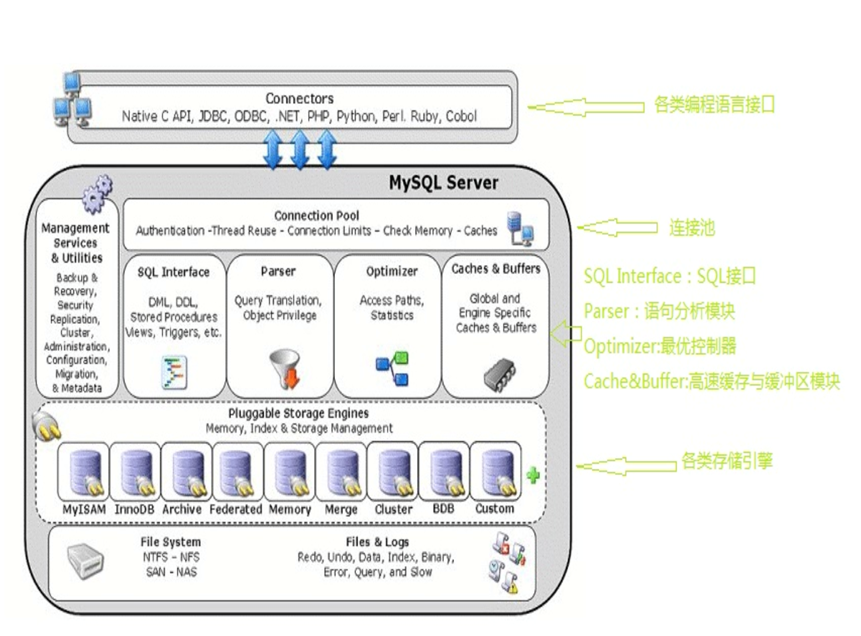 Connectors
Native C API, JDBC, ODBC, .NET, PHP, Python, Perl. Ruby, Cobol
各类编程语言接口
MySQL Server
Management
Services
& Utilities
Backup &
Recovery,
Security
Replication,
Cluster,
Administration,
Configuration,
Migration,
& Metadata
Connection Pool
Authentication -Thread Reuse - Connection Limits - Check Memory - Caches
连接池
SQL Interface
DML, DDL,
Stored Procedures
Views, Triggers, etc.
Parser
Query Translation,
Object Privilege
Optimizer
Access Paths,
Statistics
Caches & Buffers
Global and
Engine Specific
Caches & Buffers
SQL Interface：SQL接口
Parser：语句分析模块
Optimizer:最优控制器
Cache&Buffer:高速缓存与缓冲区模块
Pluggable Storage Engines
Memory, Index & Storage Management
MyISAM InnoDB Archive Federated Memory Merge Cluster BDB Custom
各类存储引擎
File System
NTFS - NFS
SAN - NAS
Files & Logs
Redo, Undo, Data, Index, Binary,
Error, Query, and Slow